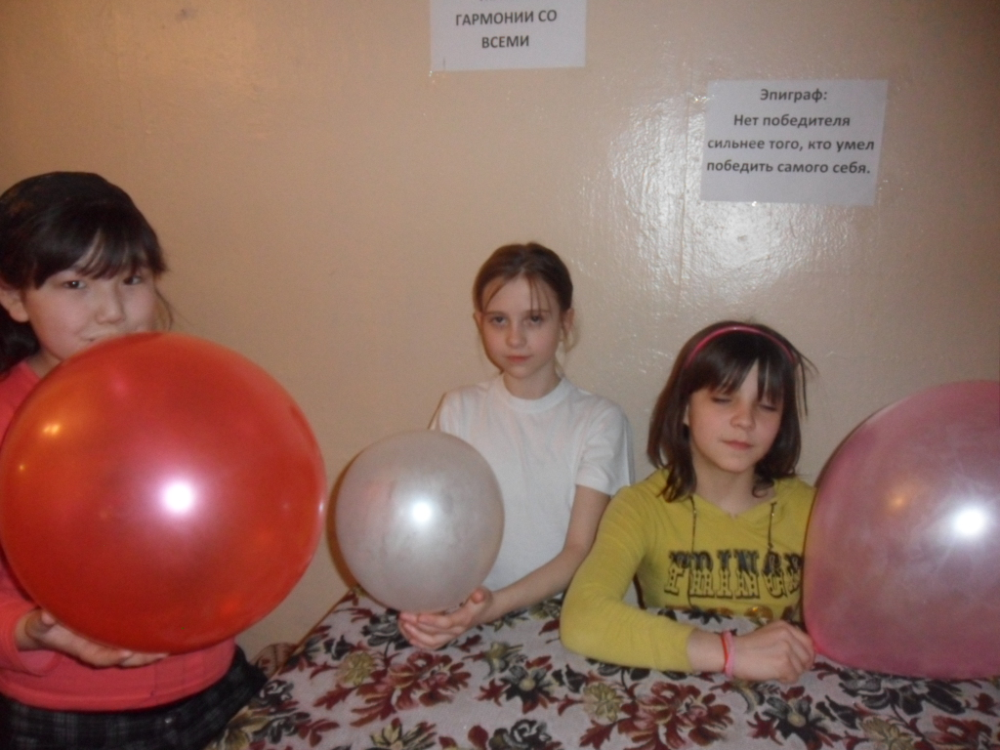 ГАРМОНИИ СО
ВСЕМИ
Эпиграф:
Нет победителя
сильнее того, кто умел
победить самого себя.